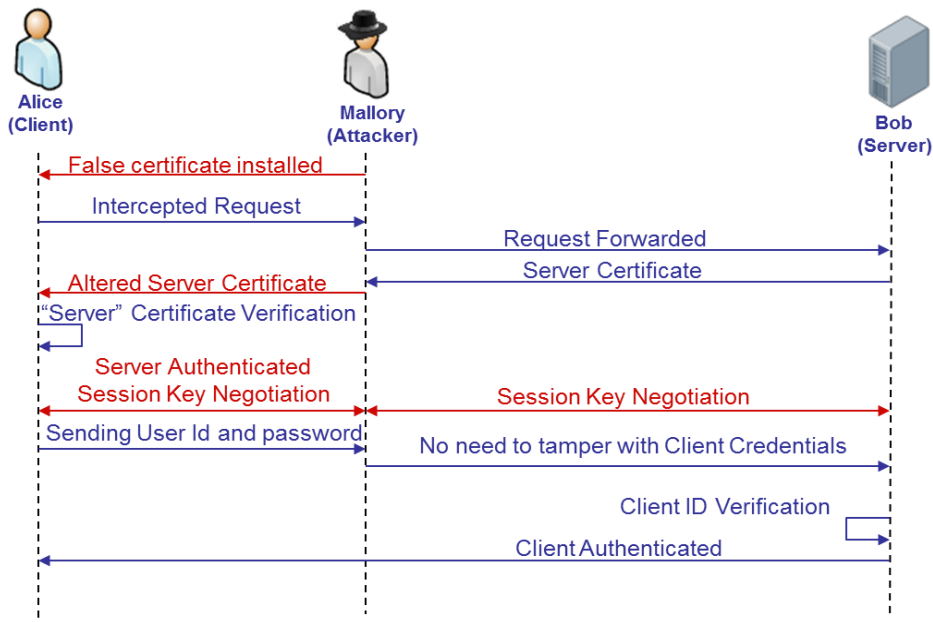 Alice
(Client)
Mallory
(Attacker)
Bob
(Server)
False certificate installed
Intercepted Request
Request Forwarded
Server Certificate
Altered Server Certificate
“Server” Certificate Verification
Server Authenticated
Session Key Negotiation
Session Key Negotiation
Sending User Id and password
No need to tamper with Client Credentials
Client ID Verification
Client Authenticated